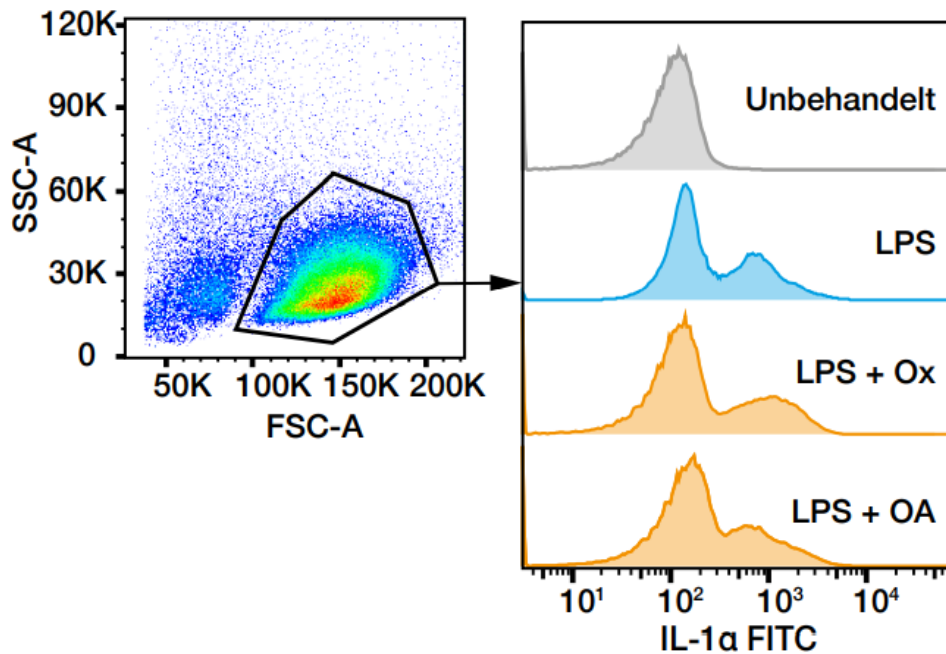 120K
90K
60K
30K
0
SSC-A
50K 100K 150K 200K
FSC-A
Unbehandelt
LPS
LPS + Ox
LPS + OA
10¹ 10² 10³ 10⁴
IL-1α FITC